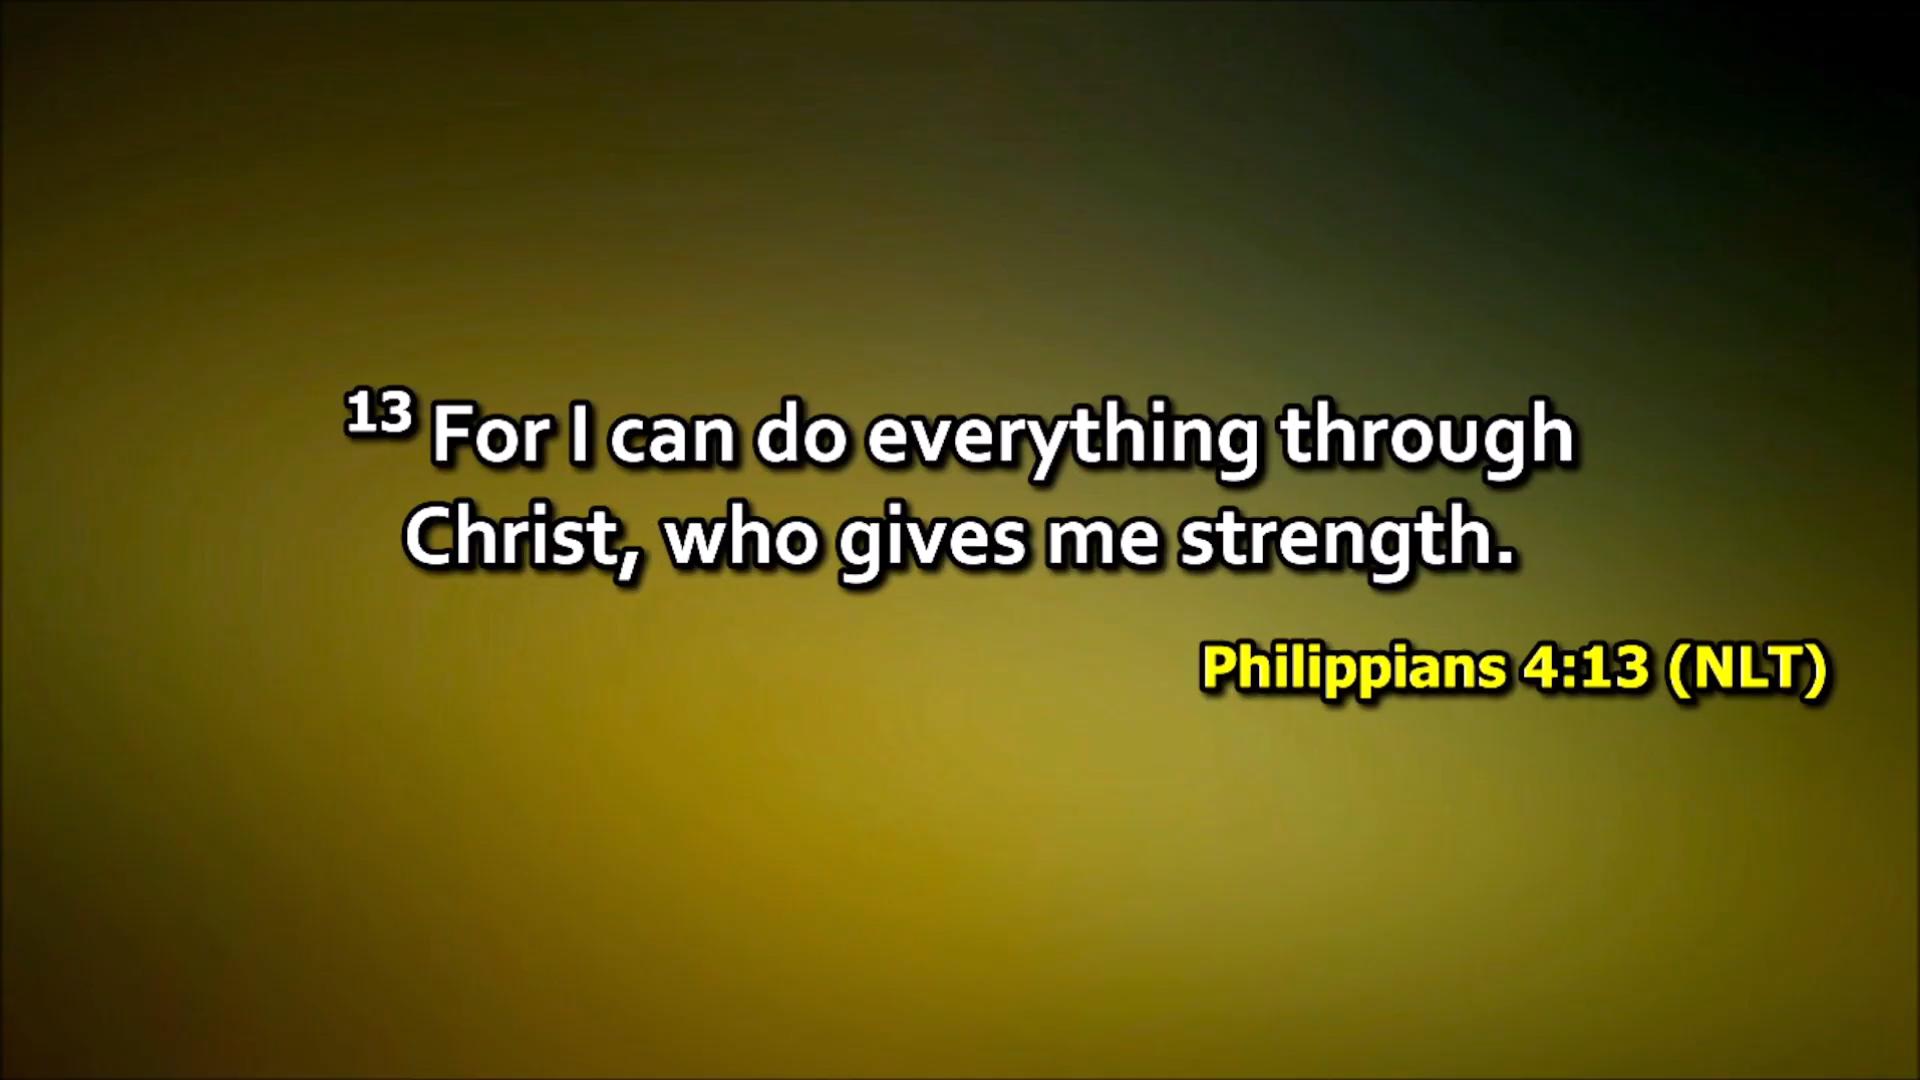 13 For I can do everything through
Christ, who gives me strength.
Philippians 4:13 (NLT)